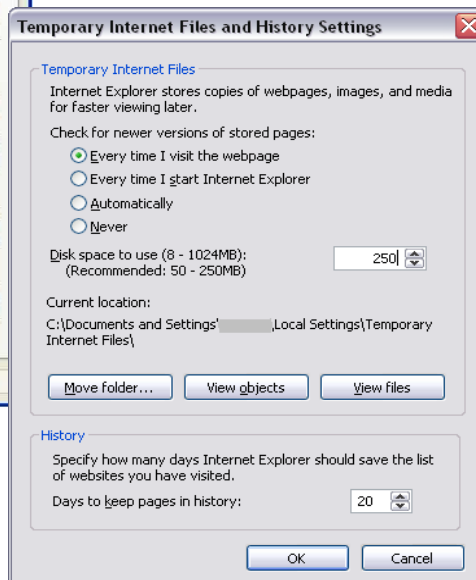 Temporary Internet Files and History Settings
Temporary Internet Files
Internet Explorer stores copies of webpages, images, and media
for faster viewing later.
Check for newer versions of stored pages:
Every time I visit the webpage
Every time I start Internet Explorer
Automatically
Never
Disk space to use (8 - 1024MB): 250
(Recommended: 50 - 250MB)
Current location:
C:\Documents and Settings' ,Local Settings\Temporary
Internet Files\
Move folder... View objects View files
History
Specify how many days Internet Explorer should save the list
of websites you have visited.
Days to keep pages in history: 20
OK Cancel